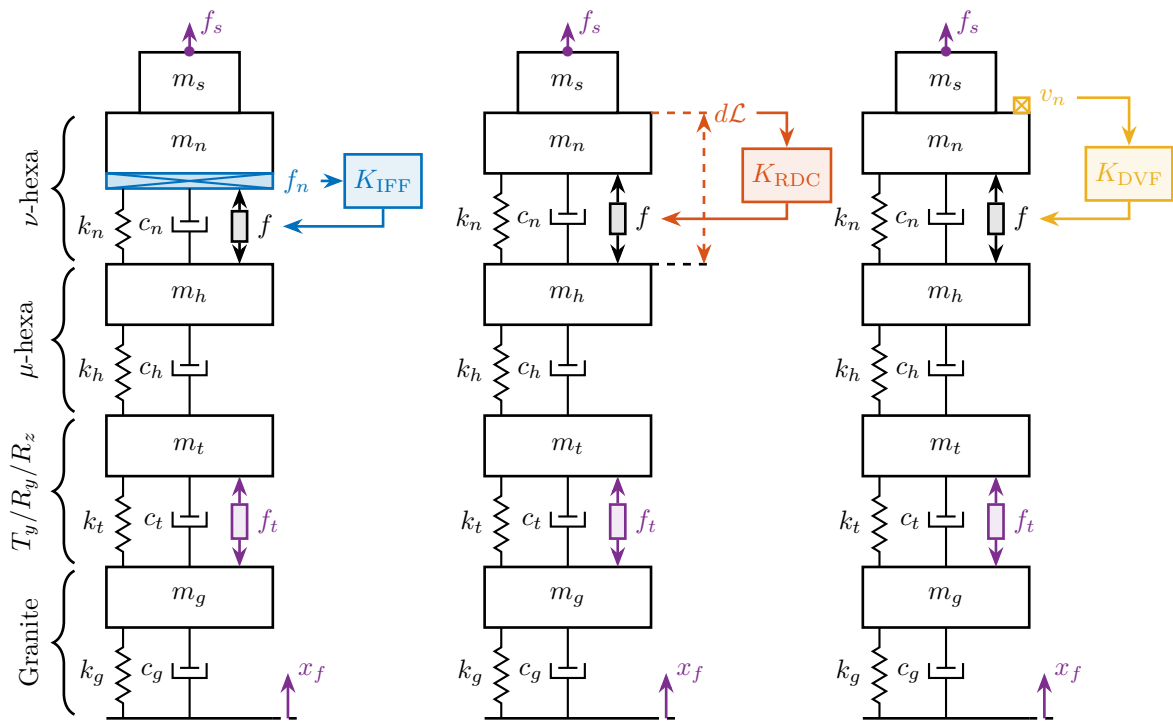 f_s f_s f_s
m_s m_s m_s
dℒ v_n
m_n m_n m_n
f_n K_IFF K_RDC K_DVF
ν-hexa
k_n c_n f k_n c_n f k_n c_n f
m_h m_h m_h
μ-hexa
k_h c_h k_h c_h k_h c_h
m_t m_t m_t
T_y/R_y/R_z
k_t c_t f_t k_t c_t f_t k_t c_t f_t
m_g m_g m_g
Granite
k_g c_g x_f k_g c_g x_f k_g c_g x_f